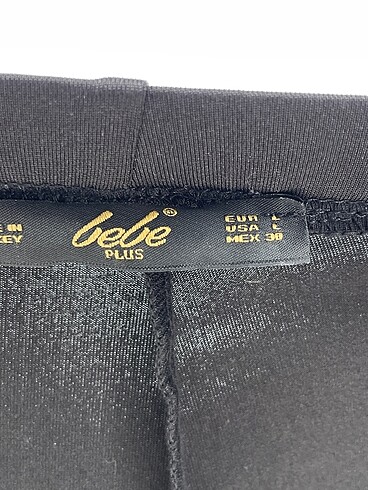 E IN
KEY
bebe®
PLUS
EUR L
USA L
MEX 38